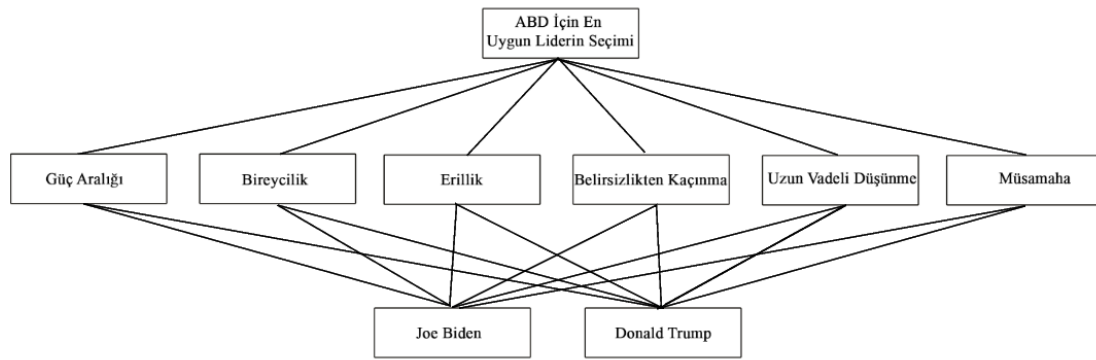 ABD İçin En
Uygun Liderin Seçimi
Güç Aralığı
Bireycilik
Erillik
Belirsizlikten Kaçınma
Uzun Vadeli Düşünme
Müsamaha
Joe Biden
Donald Trump